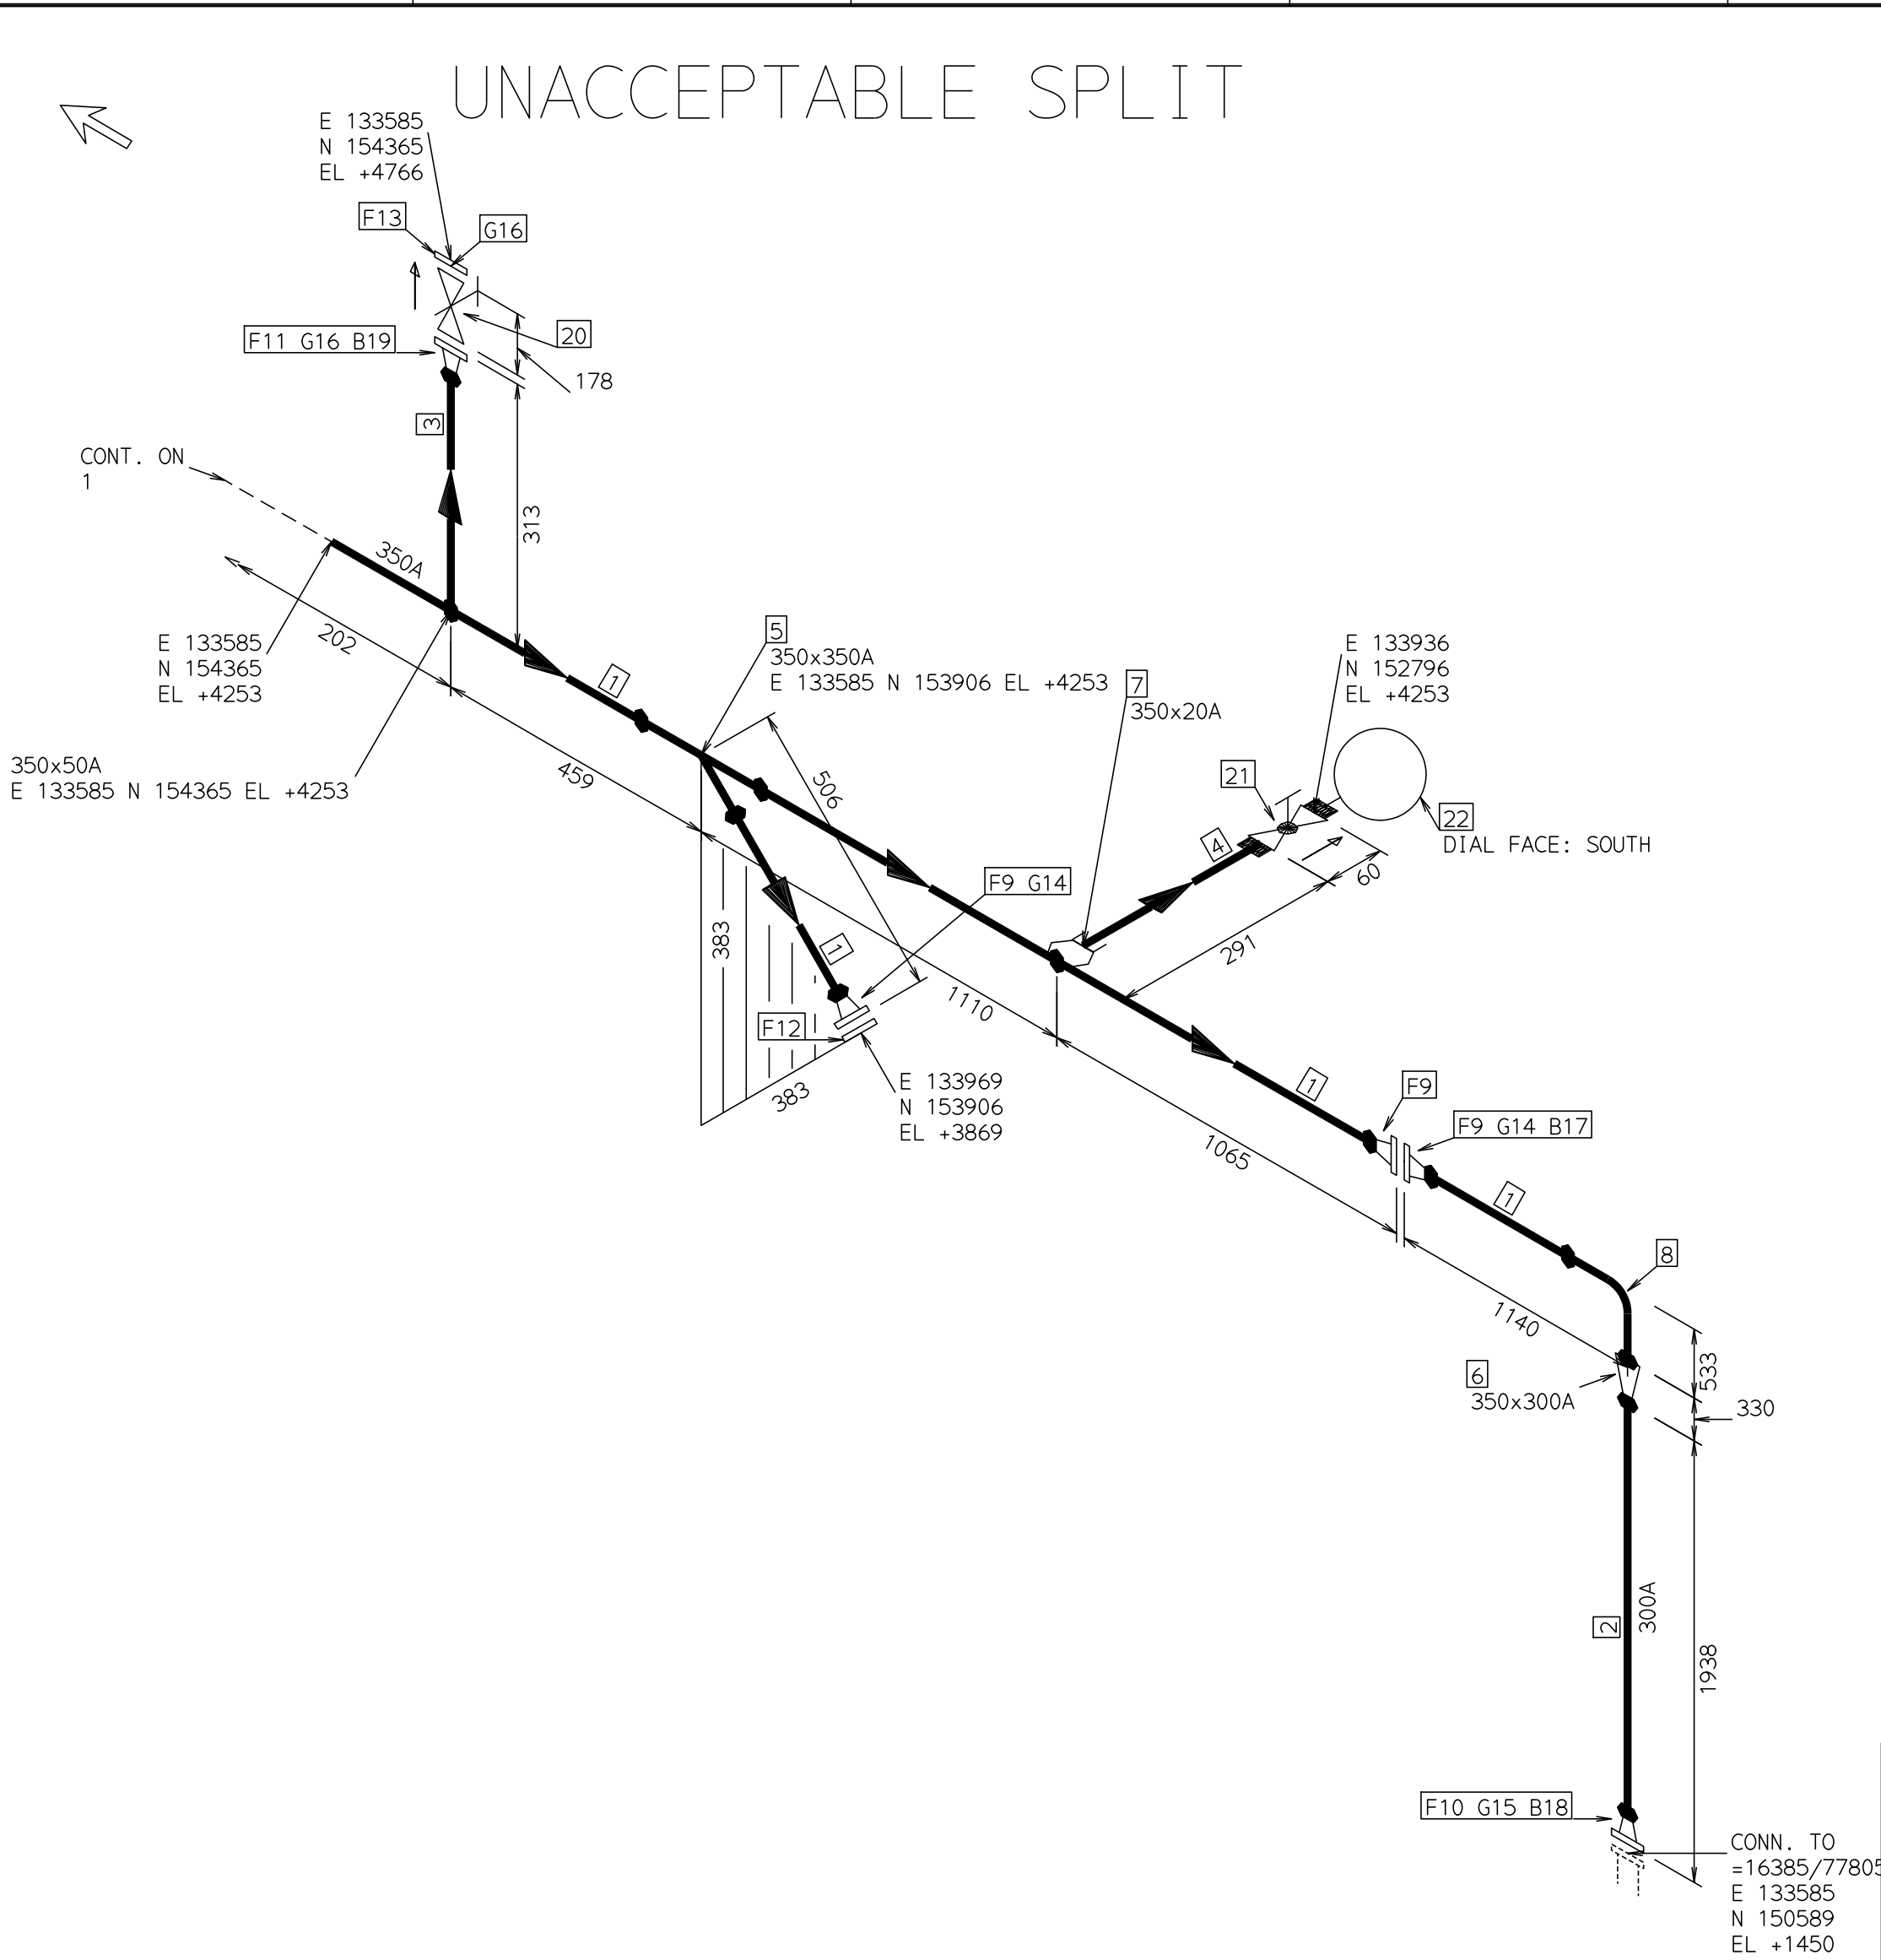 UNACCEPTABLE SPLIT
E 133585
N 154365
EL +4766
F13
G16
F11 G16 B19
20
178
3
CONT. ON
1
313
350A
202
E 133585
N 154365
EL +4253
1
5
350x350A
E 133585 N 153906 EL +4253
7
350x20A
E 133936
N 152796
EL +4253
350x50A
E 133585 N 154365 EL +4253
459
506
21
22
DIAL FACE: SOUTH
4
60
F9 G14
383
1
291
1110
F12
383
E 133969
N 153906
EL +3869
1
F9
F9 G14 B17
1065
1
8
1140
533
6
350x300A
330
2
300A
1938
F10 G15 B18
CONN. TO
=16385/77805
E 133585
N 150589
EL +1450